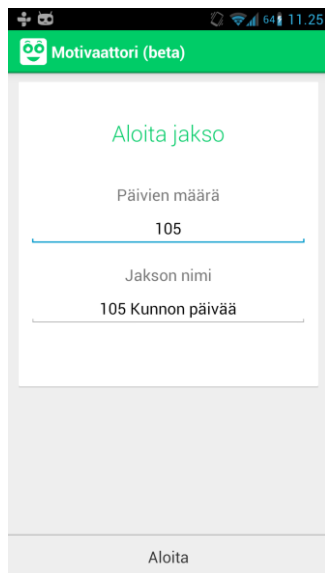 64 11.25
Motivaattori (beta)
Aloita jakso
Päivien määrä
105
Jakson nimi
105 Kunnon päivää
Aloita